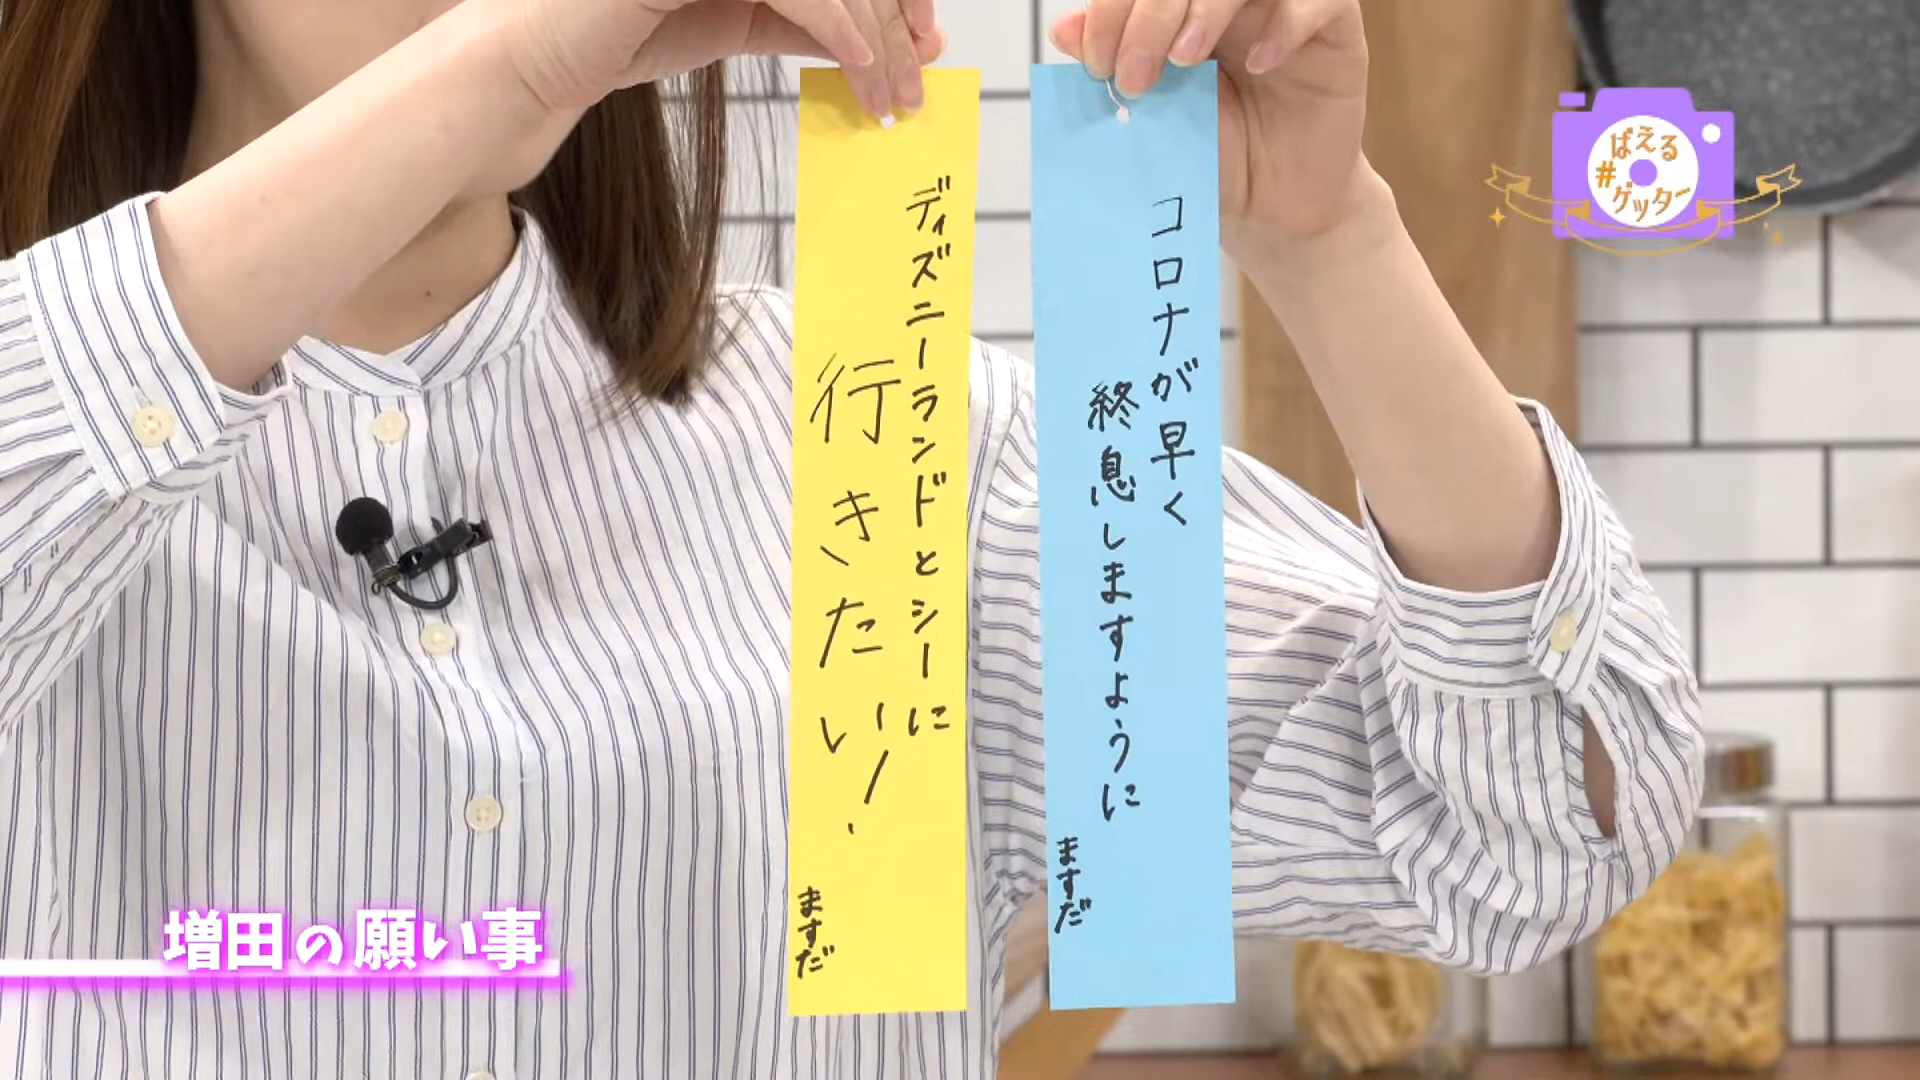 コロナが早く
終息しますように
ますだ
ディズニーランドとシーに
行きたい!
ますだ
ばえる
#ゲッター
増田の願い事